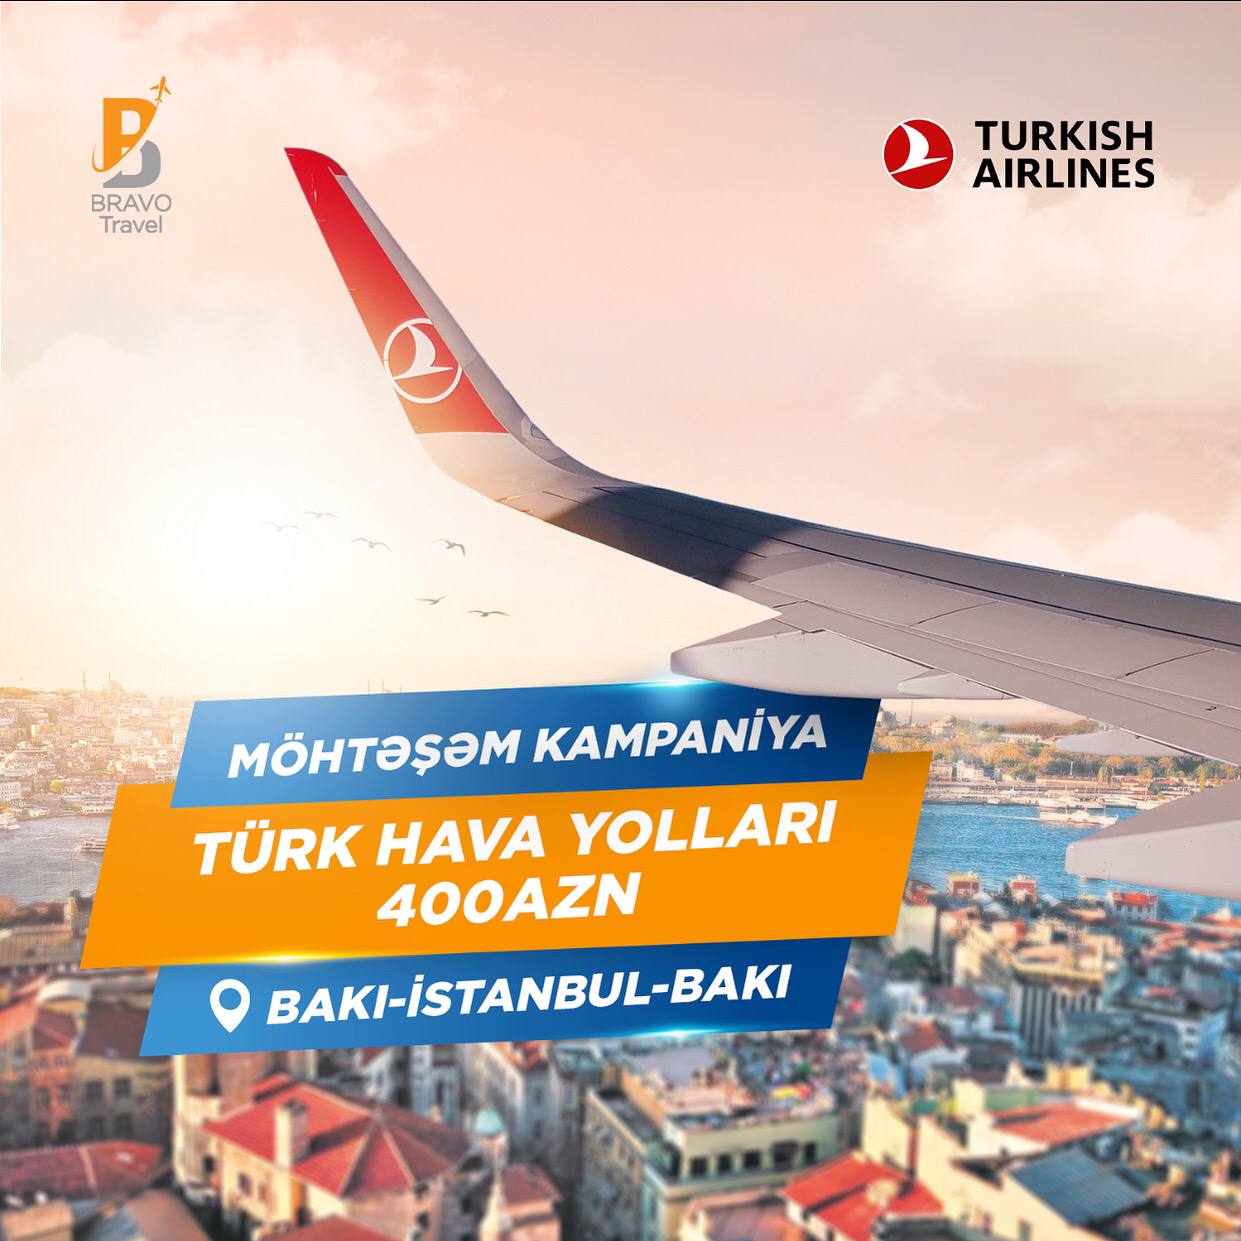 BRAVO
Travel
TURKISH
AIRLINES
MÖHTƏŞƏM KAMPANİYA
TÜRK HAVA YOLLARI
400AZN
BAKI-İSTANBUL-BAKI